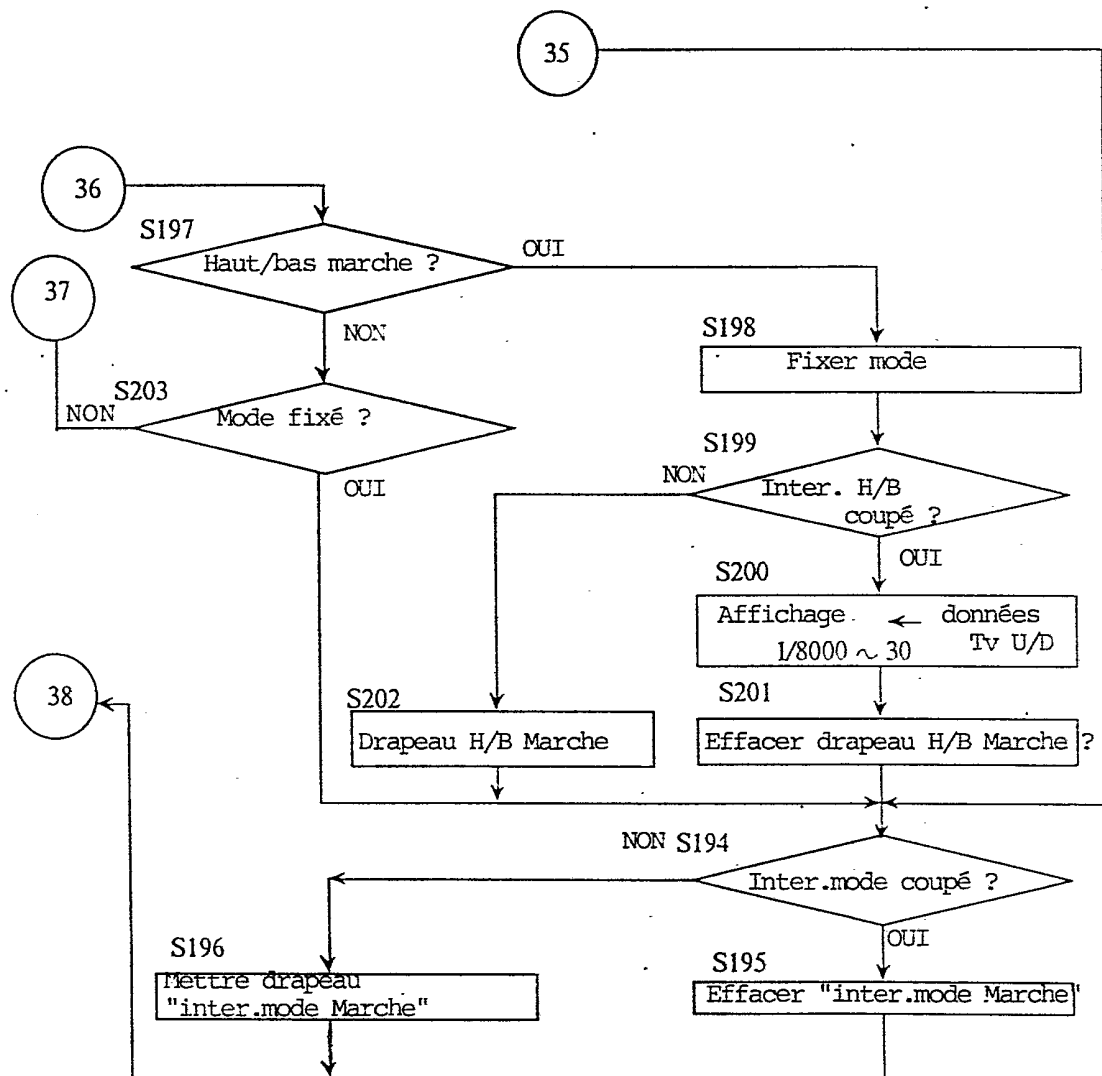 35
36
S197
Haut/bas marche ?
OUI
37
NON
S198
Fixer mode
S203
NON
Mode fixé ?
OUI
S199
NON
Inter. H/B
coupé ?
OUI
S200
Affichage ← données
1/8000 ~ 30 Tv U/D
38
S202
Drapeau H/B Marche
S201
Effacer drapeau H/B Marche ?
NON S194
Inter.mode coupé ?
OUI
S196
Mettre drapeau
"inter.mode Marche"
S195
Effacer "inter.mode Marche"